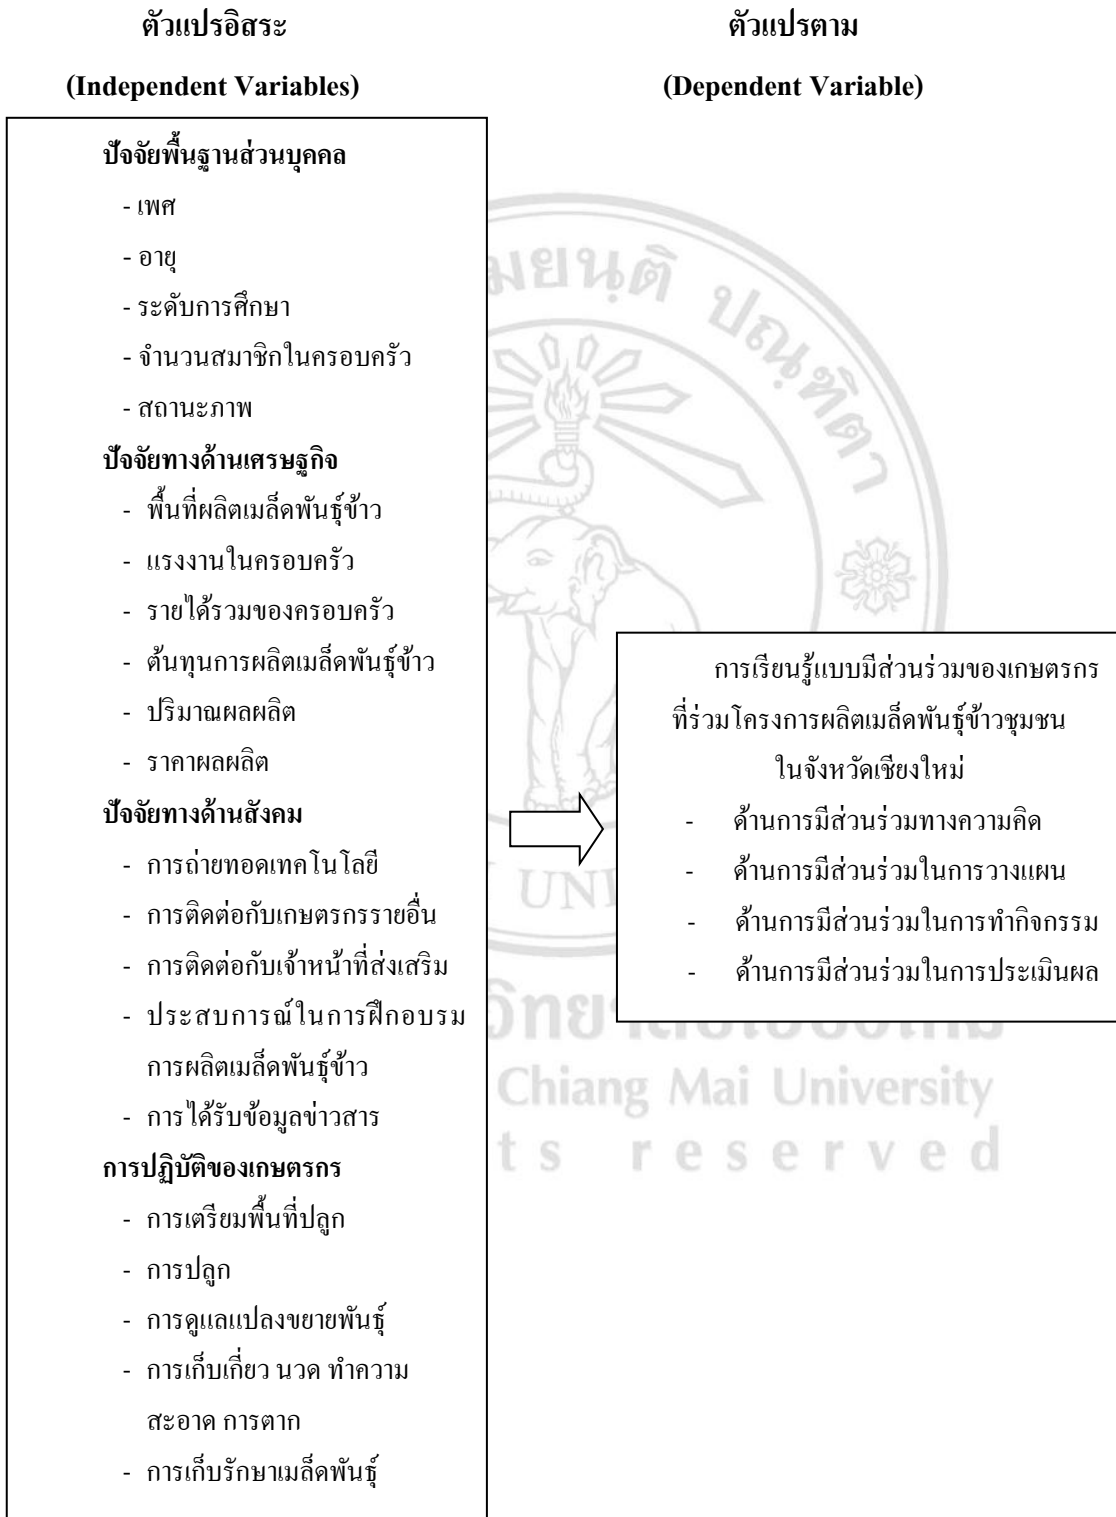 ตัวแปรอิสระ
(Independent Variables)
ปัจจัยพื้นฐานส่วนบุคคล
- เพศ
- อายุ
- ระดับการศึกษา
- จำนวนสมาชิกในครอบครัว
- สถานะภาพ
ปัจจัยทางด้านเศรษฐกิจ
- พื้นที่ผลิตเมล็ดพันธุ์ข้าว
- แรงงานในครอบครัว
- รายได้รวมของครอบครัว
- ต้นทุนการผลิตเมล็ดพันธุ์ข้าว
- ปริมาณผลผลิต
- ราคาผลผลิต
ปัจจัยทางด้านสังคม
- การถ่ายทอดเทคโนโลยี
- การติดต่อกับเกษตรกรรายอื่น
- การติดต่อกับเจ้าหน้าที่ส่งเสริม
- ประสบการณ์ในการฝึกอบรม
การผลิตเมล็ดพันธุ์ข้าว
- การได้รับข้อมูลข่าวสาร
การปฏิบัติของเกษตรกร
- การเตรียมพื้นที่ปลูก
- การปลูก
- การดูแลแปลงขยายพันธุ์
- การเก็บเกี่ยว นวด ทำความ
สะอาด การตาก
- การเก็บรักษาเมล็ดพันธุ์
ตัวแปรตาม
(Dependent Variable)
การเรียนรู้แบบมีส่วนร่วมของเกษตรกร
ที่ร่วมโครงการผลิตเมล็ดพันธุ์ข้าวชุมชน
ในจังหวัดเชียงใหม่
- ด้านการมีส่วนร่วมทางความคิด
- ด้านการมีส่วนร่วมในการวางแผน
- ด้านการมีส่วนร่วมในการทำกิจกรรม
- ด้านการมีส่วนร่วมในการประเมินผล
ปณฺฑิตา
Chiang Mai University
reserved